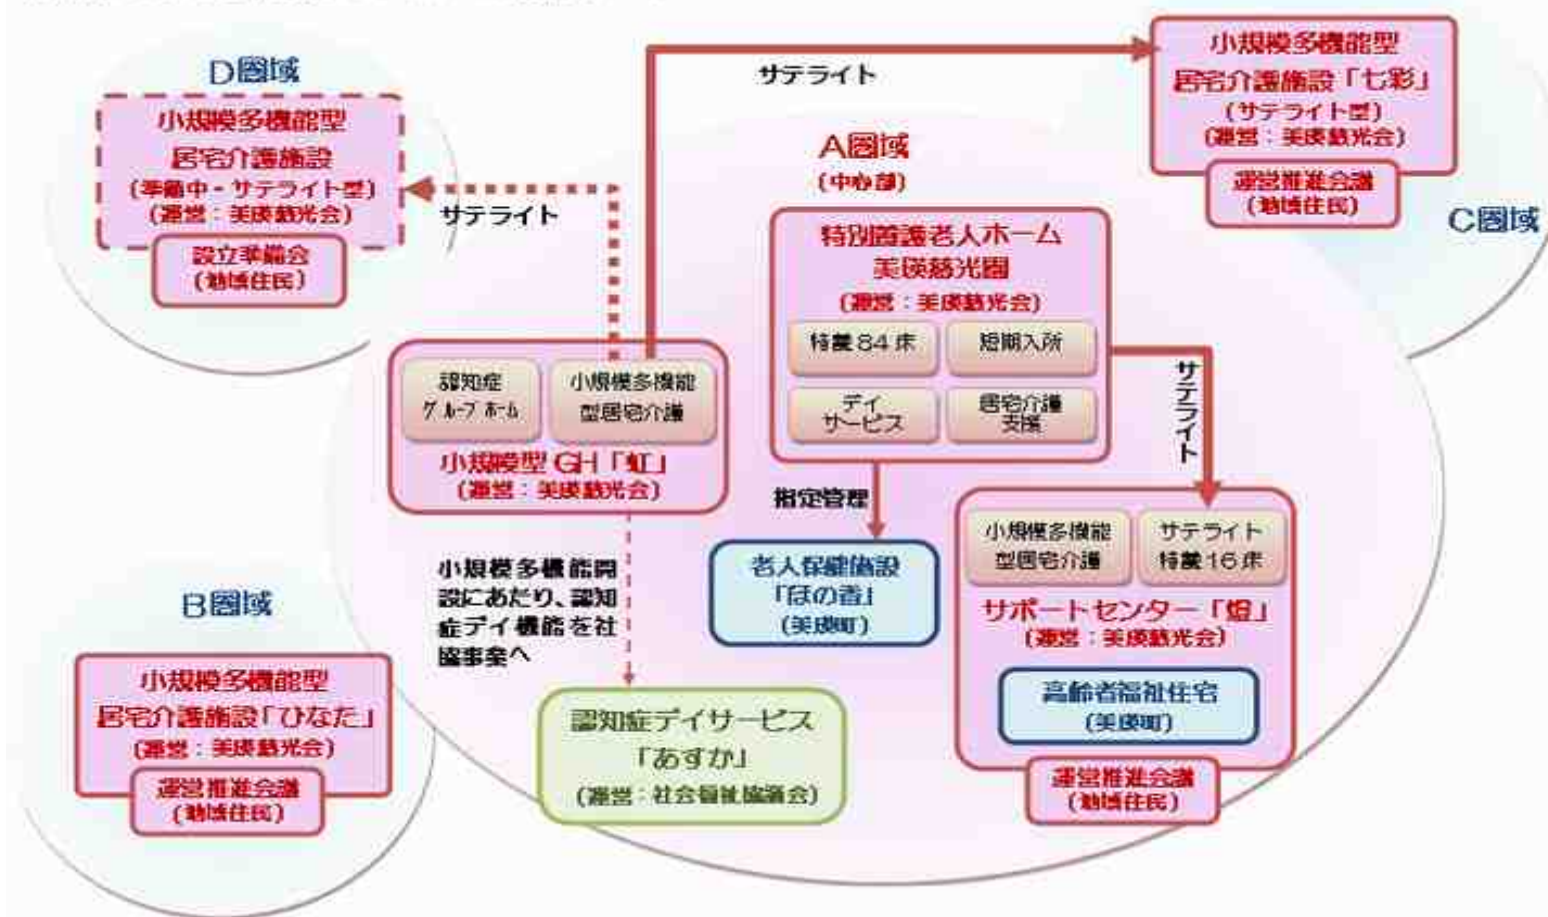 D圏域
小規模多機能型
居宅介護施設
(準備中・サテライト型)
(運営：美瑛慈光会)
設立準備会
(地域住民)
サテライト
サテライト
小規模多機能型
居宅介護施設「七彩」
(サテライト型)
(運営：美瑛慈光会)
運営推進会議
(地域住民)
C圏域
A圏域
(中心部)
特別養護老人ホーム
美瑛慈光園
(運営：美瑛慈光会)
特養84床
短期入所
デイ
サービス
居宅介護
支援
サテライト
認知症
グループホーム
小規模多機能
型居宅介護
小規模型GH「虹」
(運営：美瑛慈光会)
指定管理
老人保健施設
「ほの香」
(美瑛町)
小規模多機能
型居宅介護
サテライト
特養16床
サポートセンター「燈」
(運営：美瑛慈光会)
高齢者福祉住宅
(美瑛町)
運営推進会議
(地域住民)
小規模多機能開
設にあたり、認知
症デイ機能を社
協事業へ
認知症デイサービス
「あすか」
(運営：社会福祉協議会)
B圏域
小規模多機能型
居宅介護施設「ひなた」
(運営：美瑛慈光会)
運営推進会議
(地域住民)